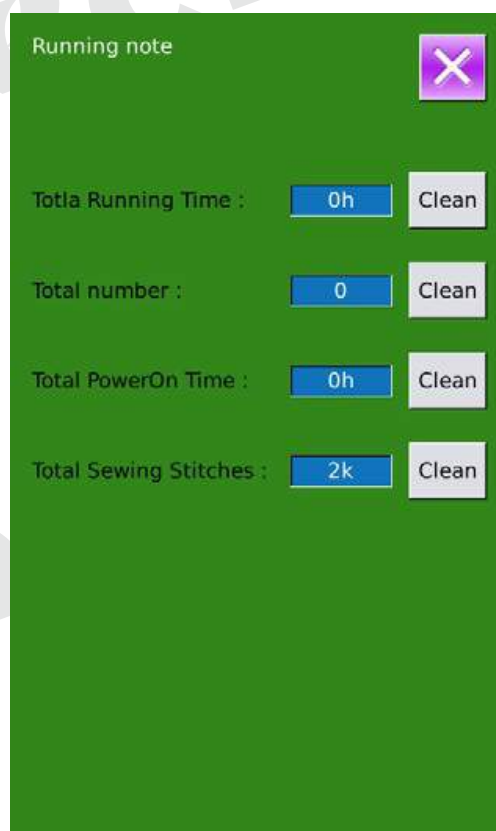 Running note
Totla Running Time : 0h Clean
Total number : 0 Clean
Total PowerOn Time : 0h Clean
Total Sewing Stitches : 2k Clean